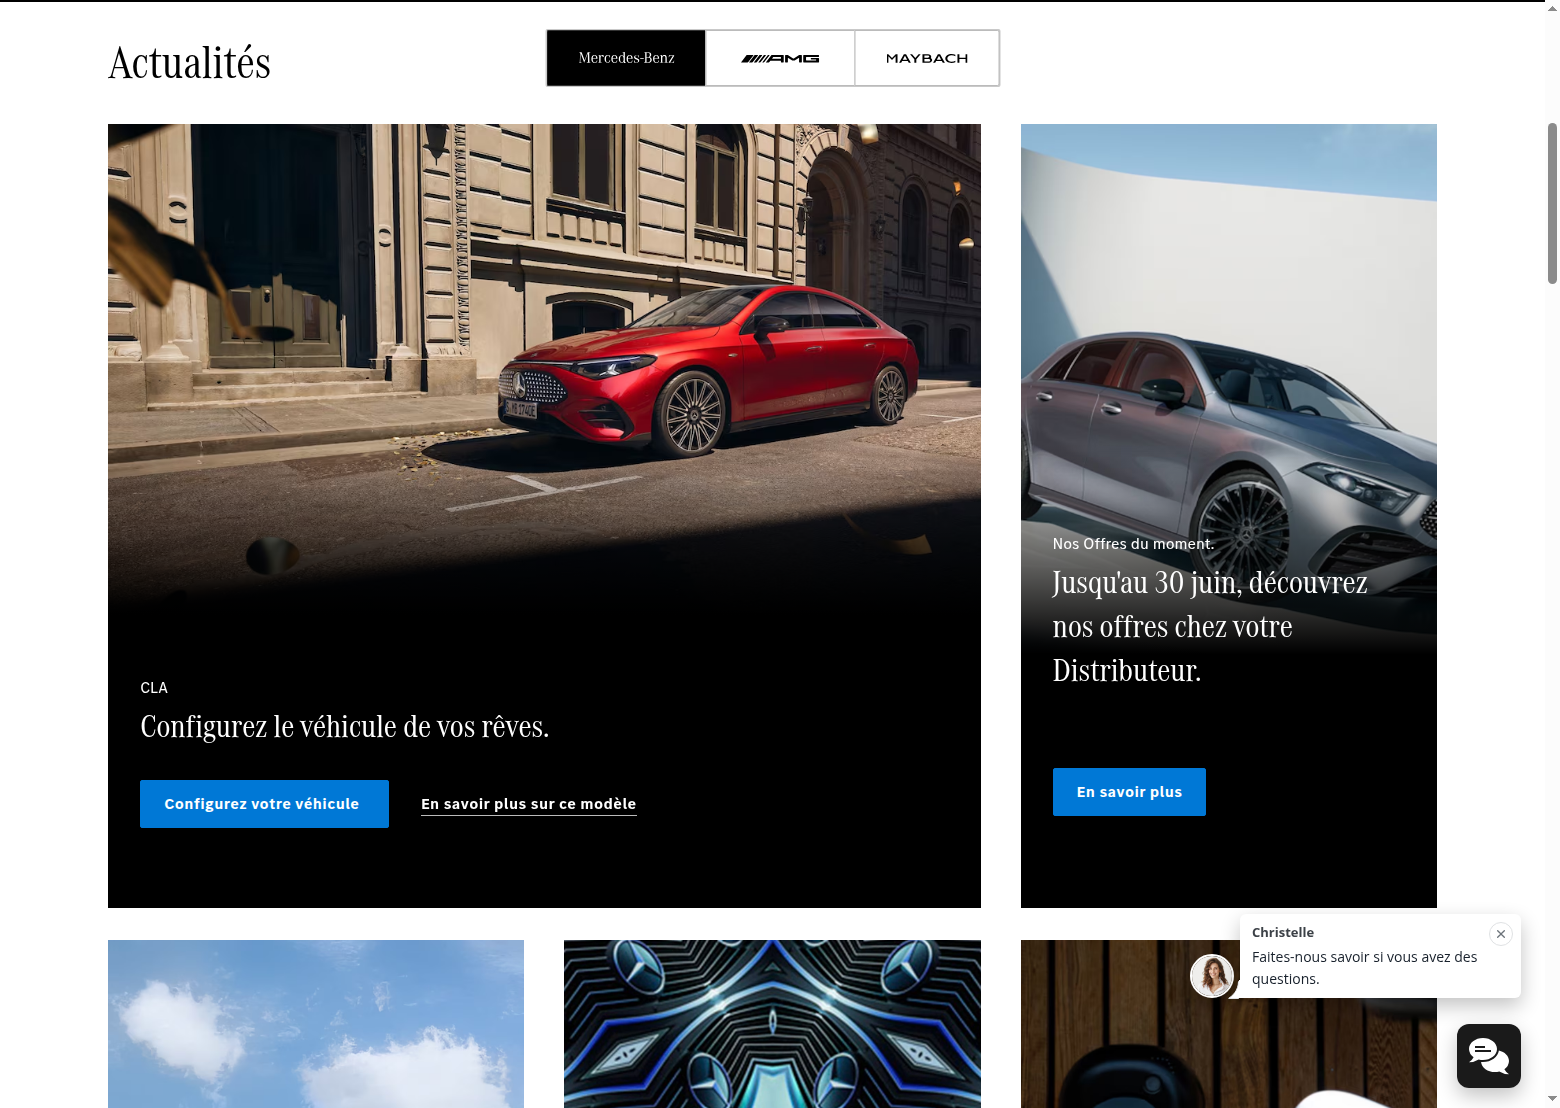 Actualités
Mercedes-Benz
AMG
MAYBACH
CLA
Configurez le véhicule de vos rêves.
Configurez votre véhicule
En savoir plus sur ce modèle
Nos Offres du moment.
Jusqu'au 30 juin, découvrez
nos offres chez votre
Distributeur.
En savoir plus
Christelle
Faites-nous savoir si vous avez des
questions.